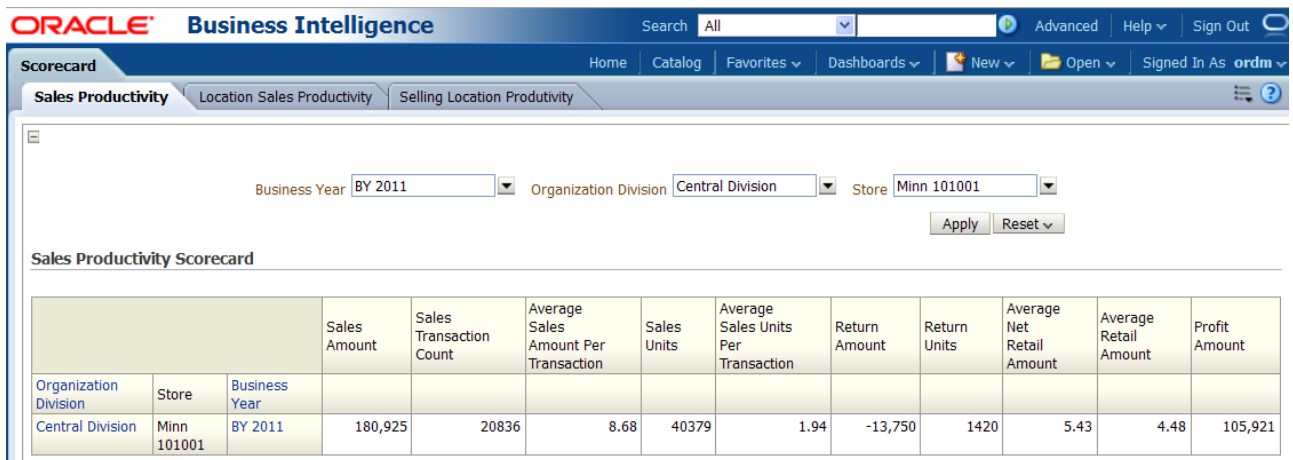 ORACLE Business Intelligence Search All Advanced Help Sign Out
Scorecard Home Catalog Favorites Dashboards New Open Signed In As ordm
Sales Productivity Location Sales Productivity Selling Location Produtivity
Business Year BY 2011 Organization Division Central Division Store Minn 101001
Apply Reset
Sales Productivity Scorecard
Sales Amount Sales Transaction Count Average Sales Amount Per Transaction Sales Units Average Sales Units Per Transaction Return Amount Return Units Average Net Retail Amount Average Retail Amount Profit Amount
Organization Division Store Business Year
Central Division Minn 101001 BY 2011 180,925 20836 8.68 40379 1.94 -13,750 1420 5.43 4.48 105,921